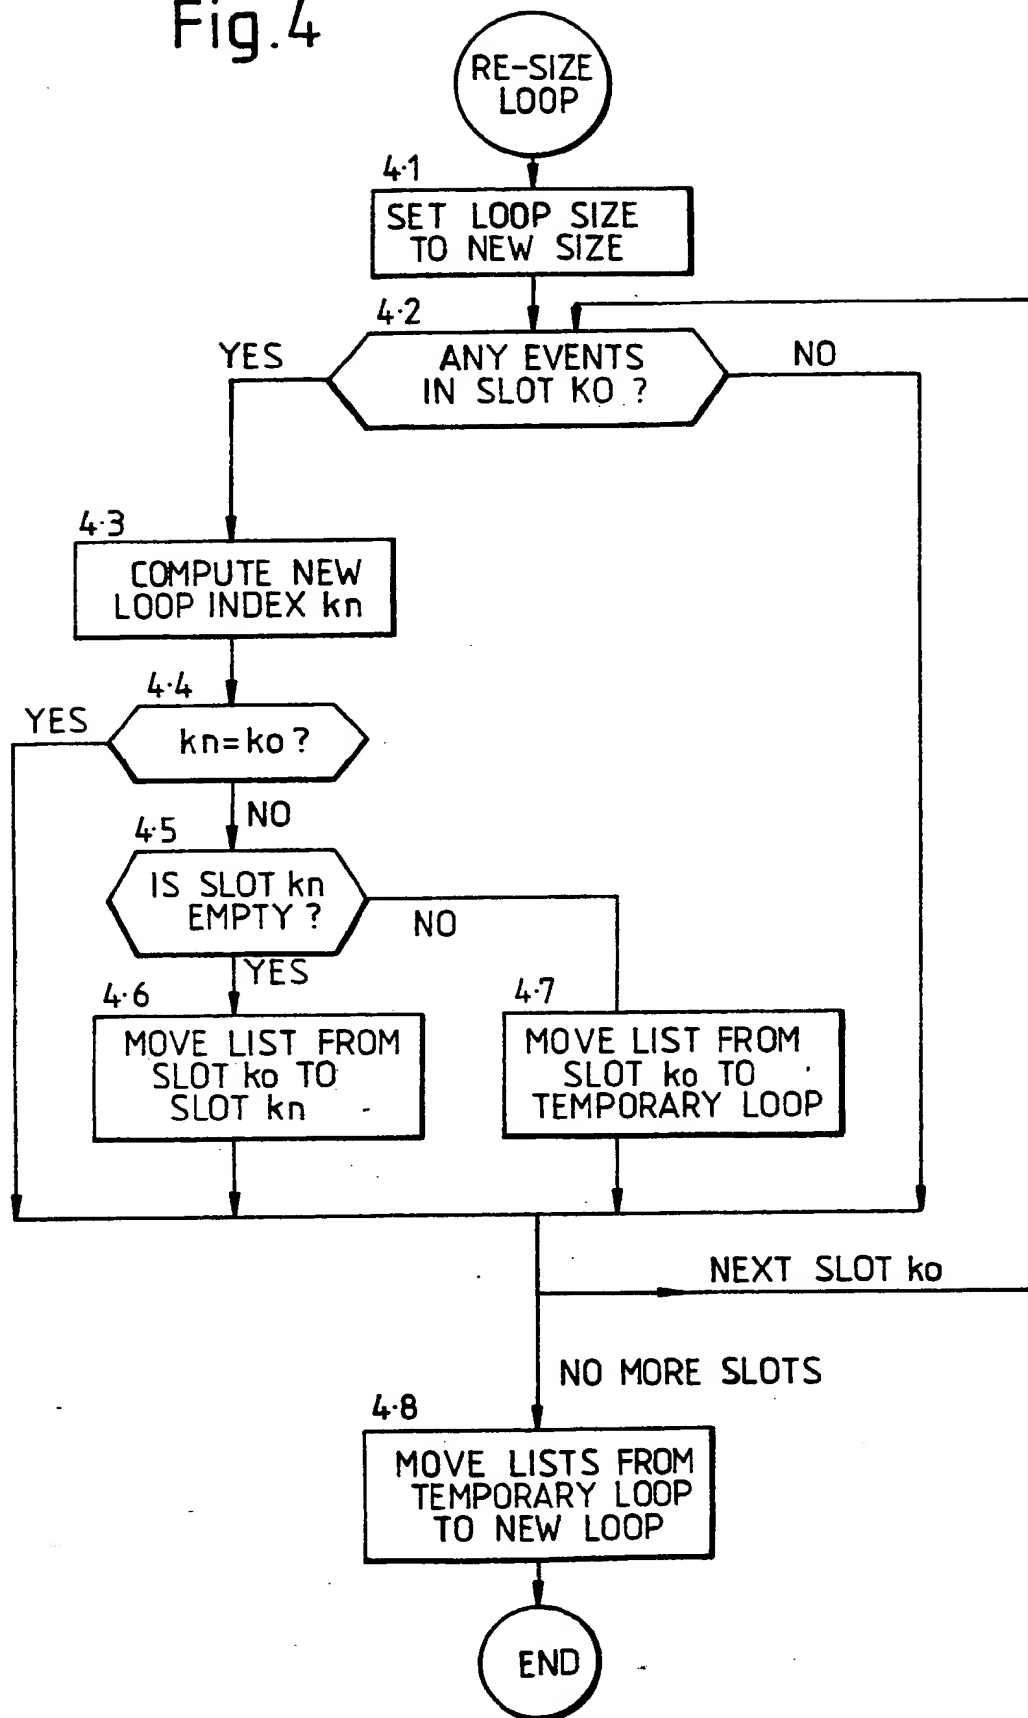 Fig.4
RE-SIZE
LOOP
4·1
SET LOOP SIZE
TO NEW SIZE
4·2
YES
ANY EVENTS
IN SLOT KO ?
NO
4·3
COMPUTE NEW
LOOP INDEX kn
4·4
YES
kn=ko?
NO
4·5
IS SLOT kn
EMPTY ?
NO
YES
4·6
MOVE LIST FROM
SLOT ko TO
SLOT kn
4·7
MOVE LIST FROM
SLOT ko TO
TEMPORARY LOOP
NEXT SLOT ko
NO MORE SLOTS
4·8
MOVE LISTS FROM
TEMPORARY LOOP
TO NEW LOOP
END